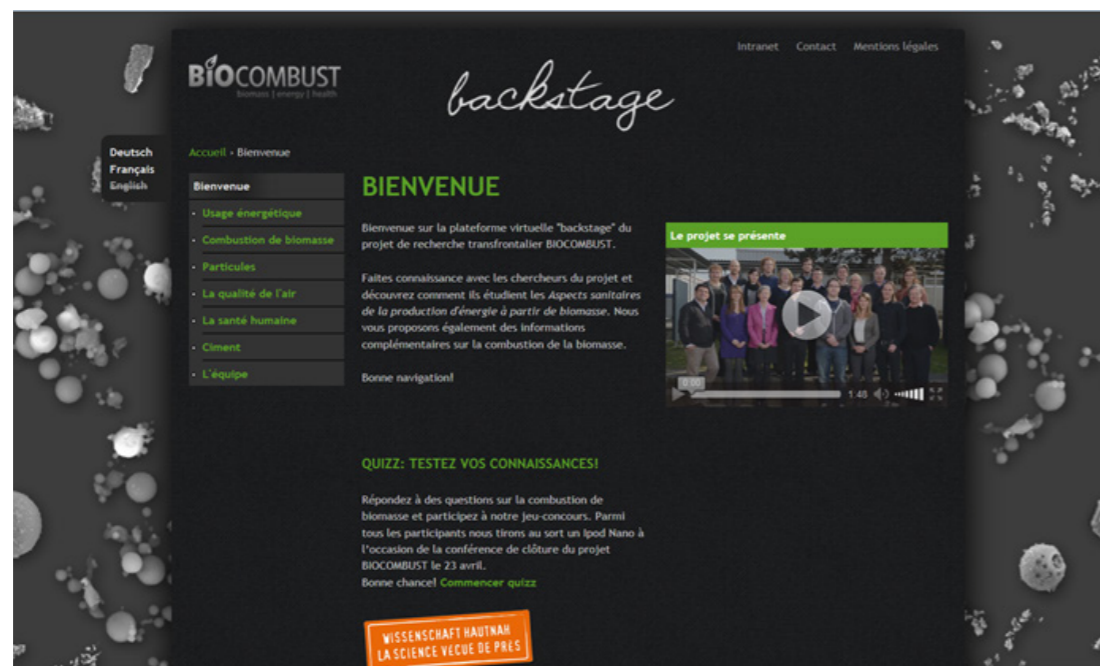 Intranet Contact Mentions légales
BIOCOMBUST
biomass | energy | health
backstage
Deutsch
Français
English
Accueil › Bienvenue
Bienvenue
Usage énergétique
Combustion de biomasse
Particules
La qualité de l'air
La santé humaine
Ciment
L'équipe
BIENVENUE
Bienvenue sur la plateforme virtuelle "backstage" du
projet de recherche transfrontalier BIOCOMBUST.
Faites connaissance avec les chercheurs du projet et
découvrez comment ils étudient les Aspects sanitaires
de la production d'énergie à partir de biomasse. Nous
vous proposons également des informations
complémentaires sur la combustion de la biomasse.
Bonne navigation!
Le projet se présente
0:00
1:48
QUIZZ: TESTEZ VOS CONNAISSANCES!
Répondez à des questions sur la combustion de
biomasse et participez à notre jeu-concours. Parmi
tous les participants nous tirons au sort un Ipod Nano à
l'occasion de la conférence de clôture du projet
BIOCOMBUST le 23 avril.
Bonne chance! Commencer quizz
WISSENSCHAFT HAUTNAH
LA SCIENCE VÉCUE DE PRÈS